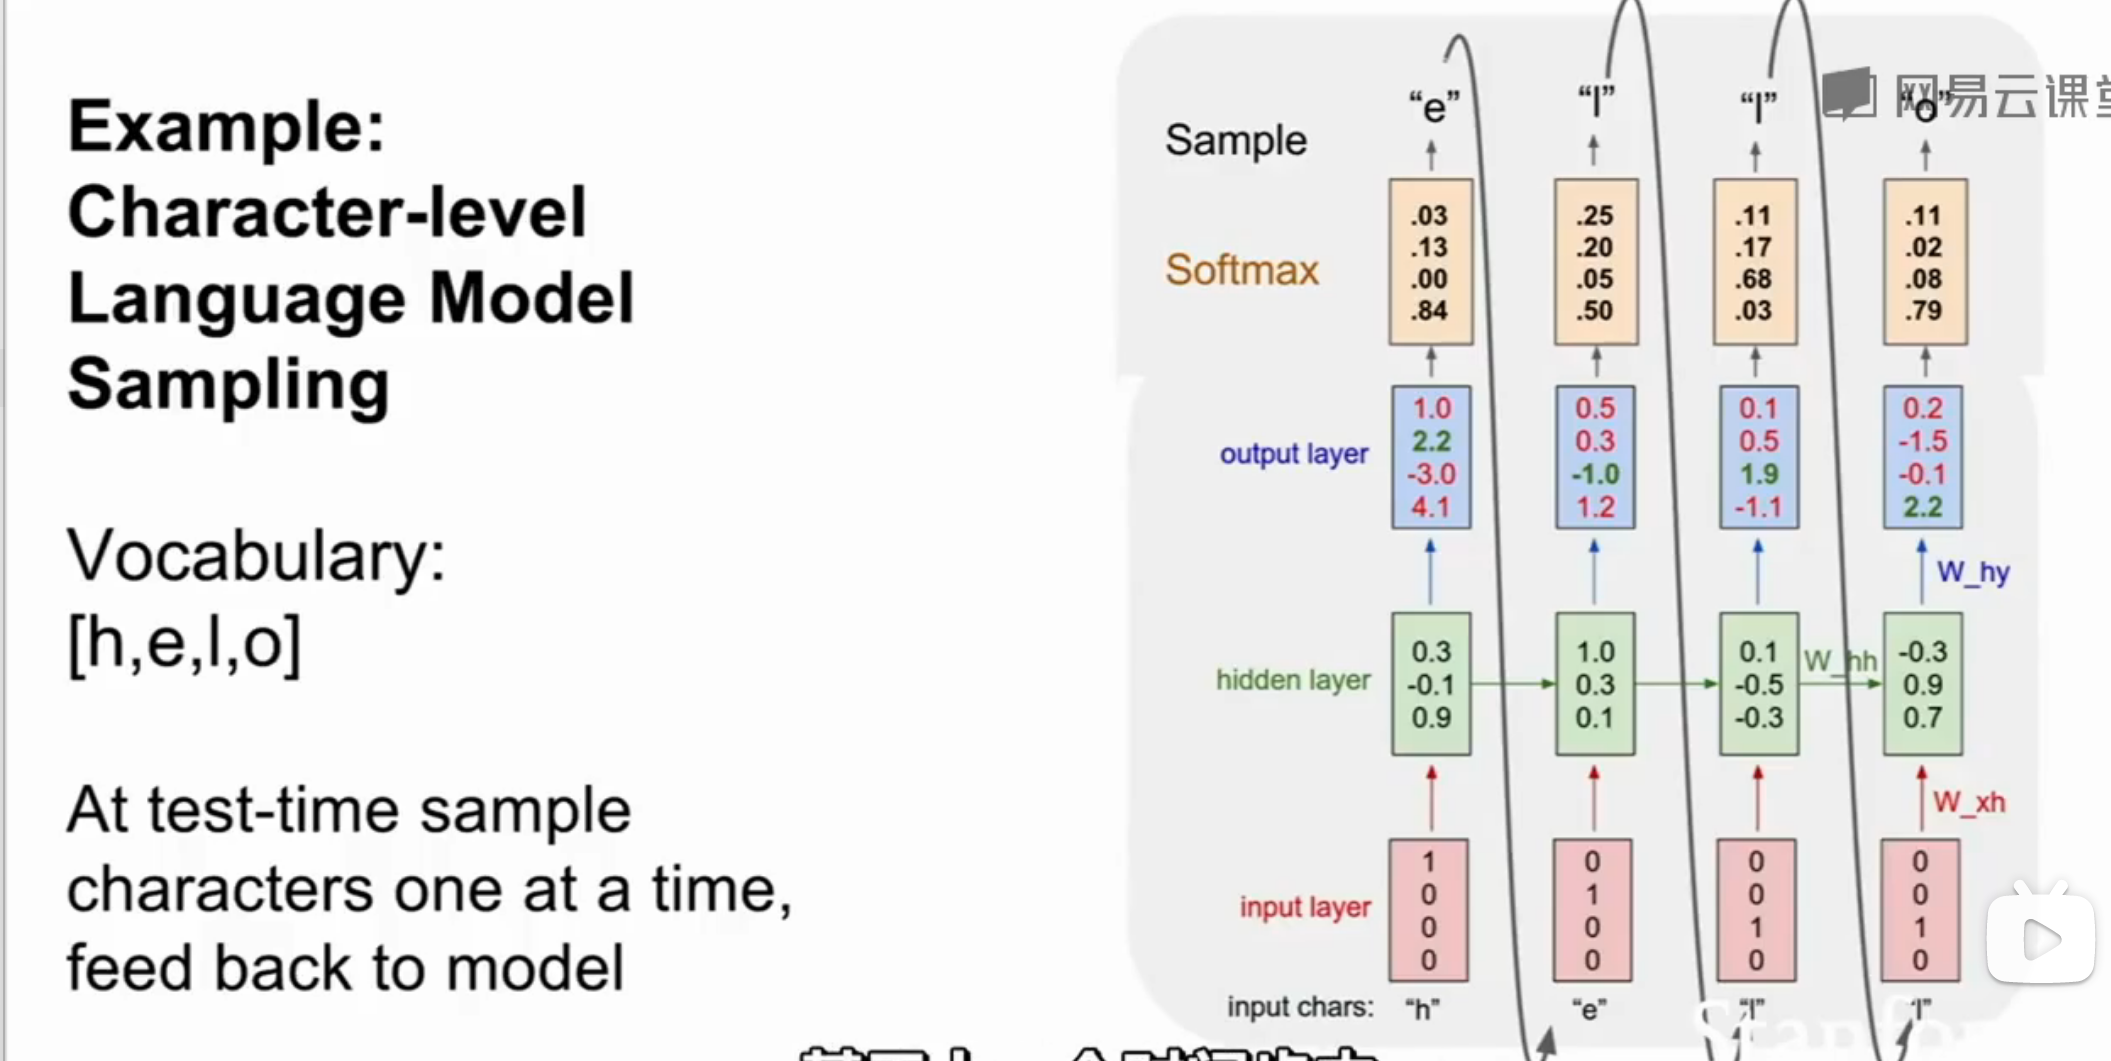 Example:
Character-level
Language Model
Sampling
Vocabulary:
[h,e,l,o]
At test-time sample
characters one at a time,
feed back to model
网易云课堂
Sample
“e” “l” “l” “o”
Softmax
.03 .25 .11 .11
.13 .20 .17 .02
.00 .05 .68 .08
.84 .50 .03 .79
output layer
1.0 0.5 0.1 0.2
2.2 0.3 0.5 -1.5
-3.0 -1.0 1.9 -0.1
4.1 1.2 -1.1 2.2
W_hy
hidden layer
0.3 1.0 0.1 -0.3
-0.1 0.3 -0.5 0.9
0.9 0.1 -0.3 0.7
W_hh
W_xh
input layer
1 0 0 0
0 1 0 0
0 0 1 1
0 0 0 0
input chars: “h” “e” “l” “l”